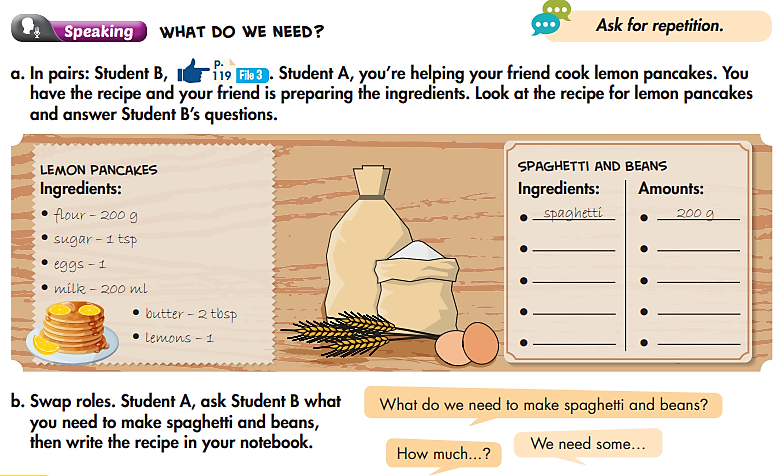 Speaking WHAT DO WE NEED?
Ask for repetition.
a. In pairs: Student B, p. 119 File 3 . Student A, you're helping your friend cook lemon pancakes. You
have the recipe and your friend is preparing the ingredients. Look at the recipe for lemon pancakes
and answer Student B's questions.
LEMON PANCAKES
Ingredients:
• flour – 200 g
• sugar – 1 tsp
• eggs – 1
• milk – 200 ml
• butter – 2 tbsp
• lemons – 1
SPAGHETTI AND BEANS
Ingredients: Amounts:
• spaghetti • 200 g
b. Swap roles. Student A, ask Student B what
you need to make spaghetti and beans,
then write the recipe in your notebook.
What do we need to make spaghetti and beans?
How much...?
We need some...